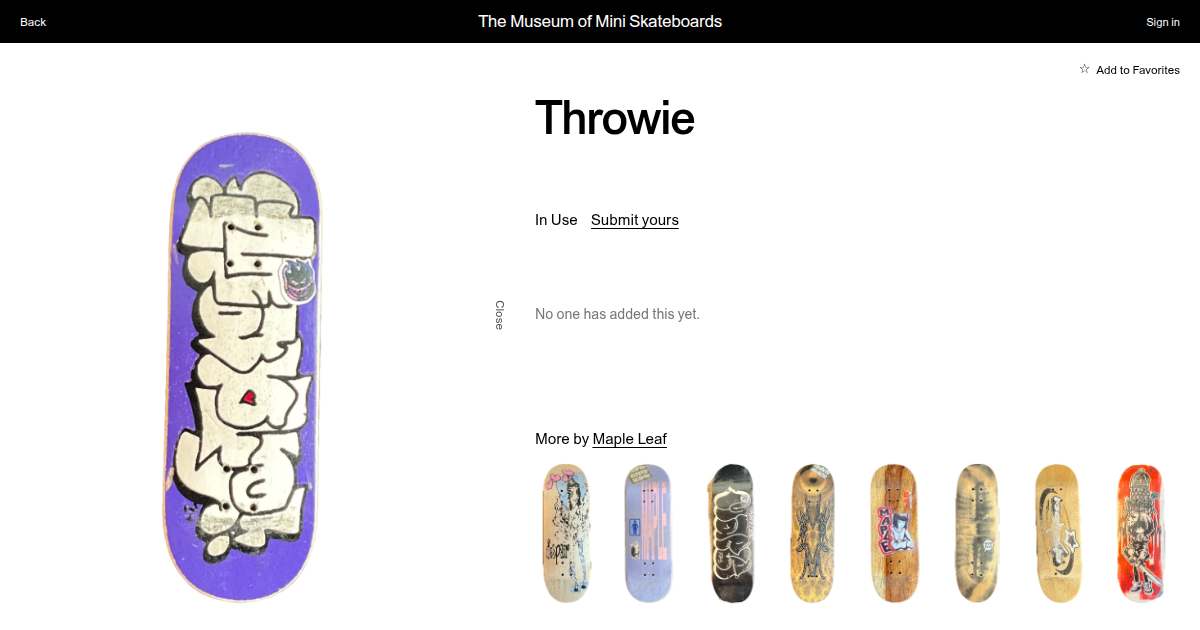 Back
The Museum of Mini Skateboards
Sign in
☆ Add to Favorites
Throwie
In Use Submit yours
Close
No one has added this yet.
More by Maple Leaf